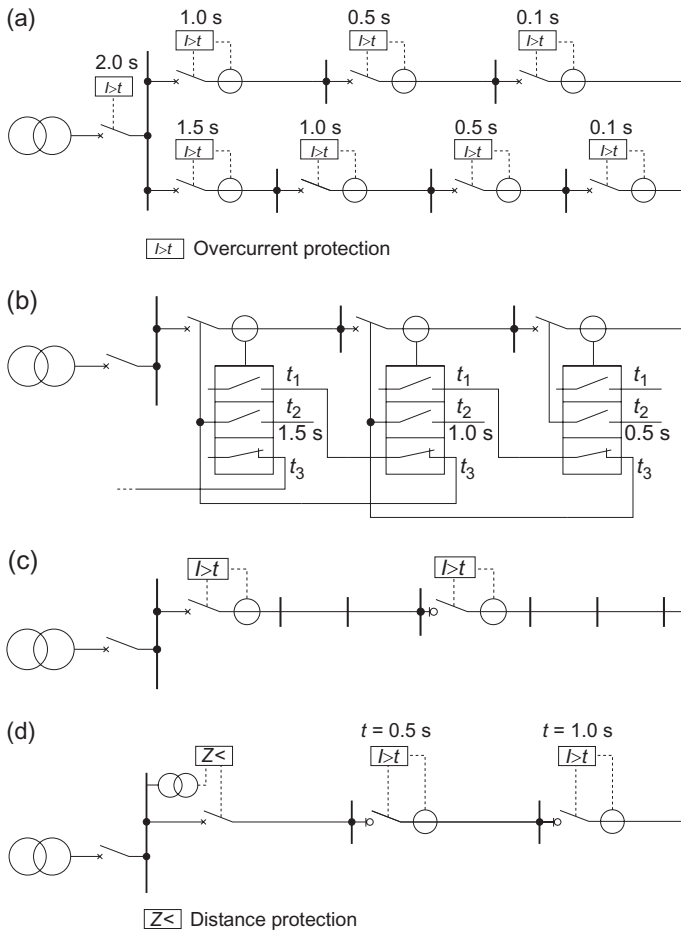 (a)
1.0 s
0.5 s
0.1 s
I>t
I>t
I>t
2.0 s
I>t
1.5 s
1.0 s
0.5 s
0.1 s
I>t
I>t
I>t
I>t
I>t Overcurrent protection
(b)
t1
t1
t1
t2
t2
t2
1.5 s
1.0 s
0.5 s
t3
t3
t3
(c)
I>t
I>t
(d)
t = 0.5 s
t = 1.0 s
Z<
I>t
I>t
Z< Distance protection